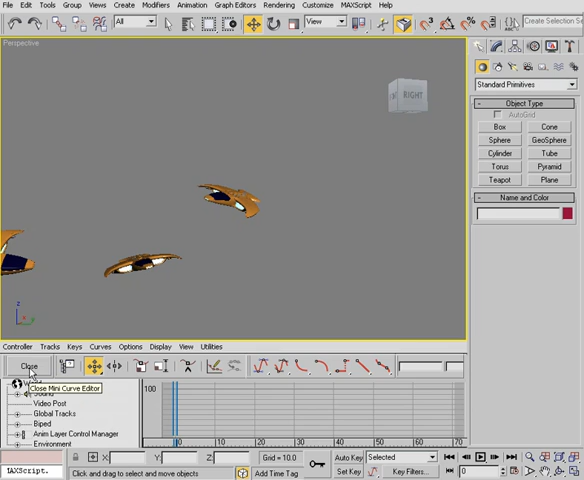 File Edit Tools Group Views Create Modifiers Animation Graph Editors Rendering Customize MAXScript Help
All View Create Selection Se
Perspective
RIGHT
Standard Primitives
- Object Type
AutoGrid
Box Cone
Sphere GeoSphere
Cylinder Tube
Torus Pyramid
Teapot Plane
- Name and Color
z
x y
Controller Tracks Keys Curves Options Display View Utilities
Close
Close Mini Curve Editor
Sound
Video Post
Global Tracks
Biped
Anim Layer Control Manager
Environment
100
0 10 20 30 40 50 60 70
X: Y: Z: Grid = 10.0 Auto Key Selected
MAXScript. Click and drag to select and move objects Add Time Tag Set Key Key Filters... 0